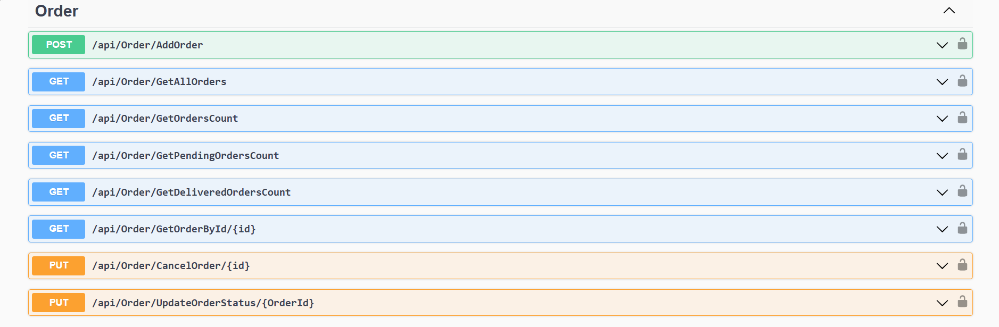 Order
POST /api/Order/AddOrder
GET /api/Order/GetAllOrders
GET /api/Order/GetOrdersCount
GET /api/Order/GetPendingOrdersCount
GET /api/Order/GetDeliveredOrdersCount
GET /api/Order/GetOrderById/{id}
PUT /api/Order/CancelOrder/{id}
PUT /api/Order/UpdateOrderStatus/{OrderId}